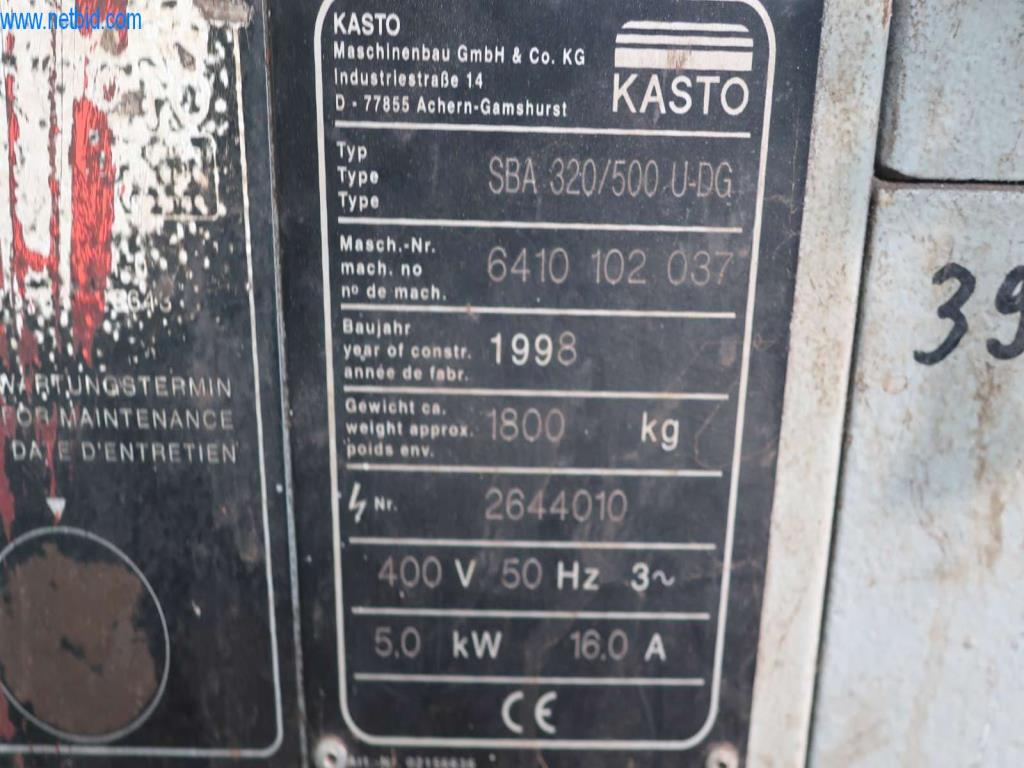 www.netbid.com
KASTO
Maschinenbau GmbH & Co. KG
Industriestraße 14
D - 77855 Achern-Gamshurst
KASTO
Typ
Type
Type
SBA 320/500 U-DG
Masch.-Nr.
mach. no
nº de mach.
6410 102 037
Baujahr
year of constr.
année de fabr.
1998
Gewicht ca.
weight approx.
poids env.
1800 kg
Nr. 2644010
400 V 50 Hz 3~
5.0 kW 16.0 A
CE
WARTUNGSTERMIN
FOR MAINTENANCE
DATE D'ENTRETIEN
39